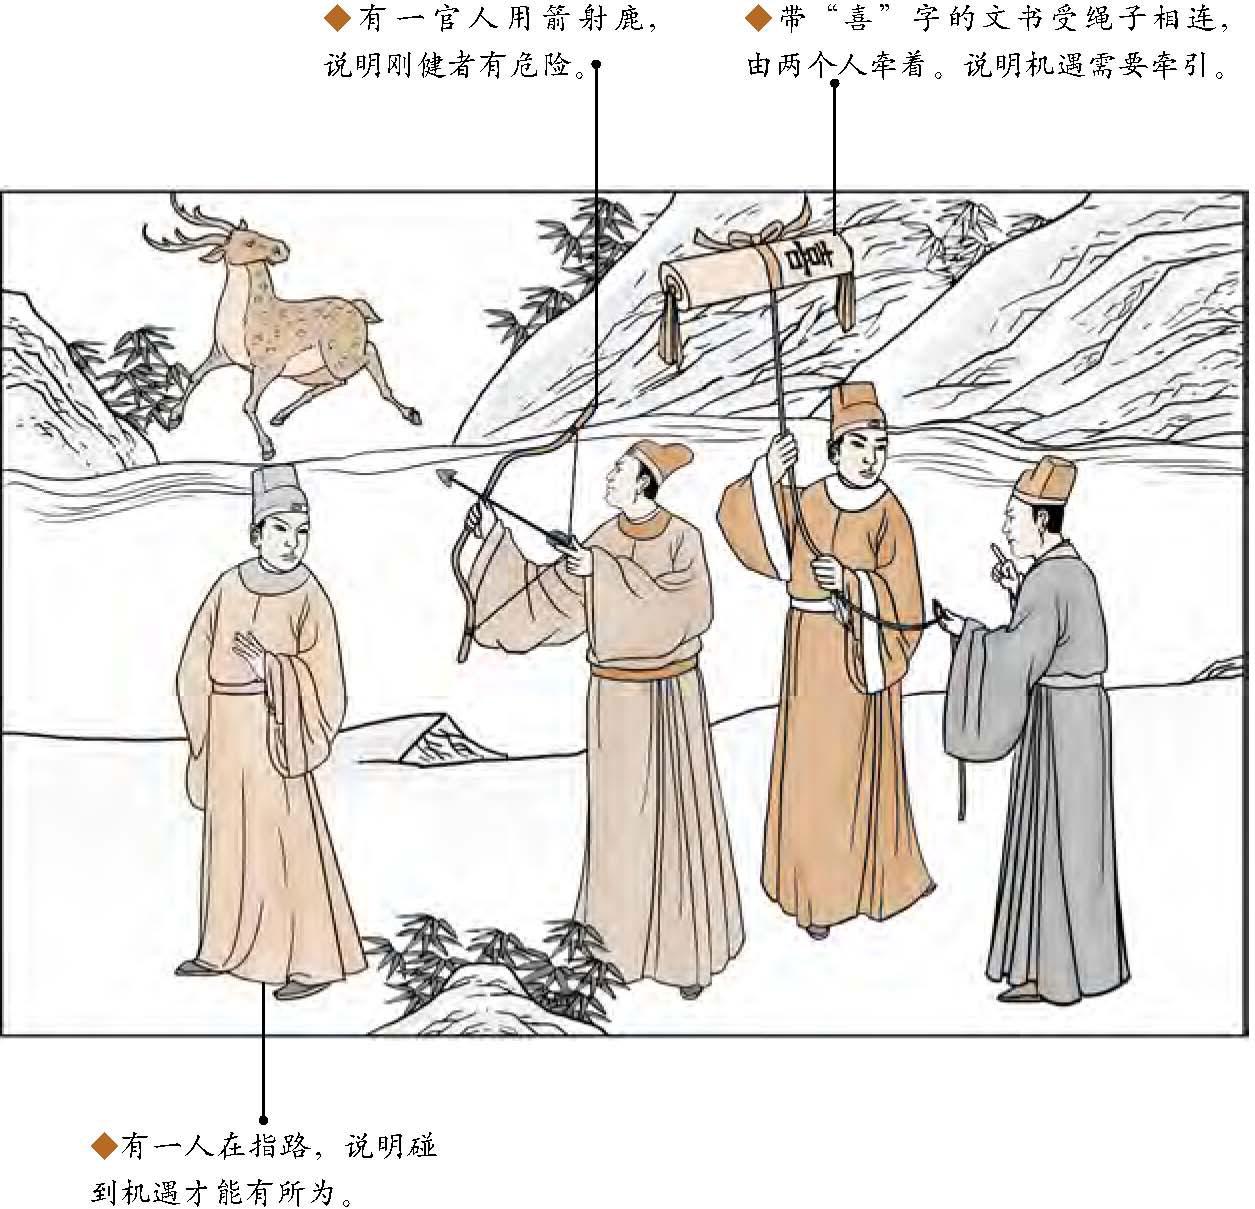 ◆有一官人用箭射鹿，
说明刚健者有危险。
◆带“喜”字的文书受绳子相连，
由两个人牵着。说明机遇需要牵引。
喜
◆有一人在指路，说明碰
到机遇才能有所为。